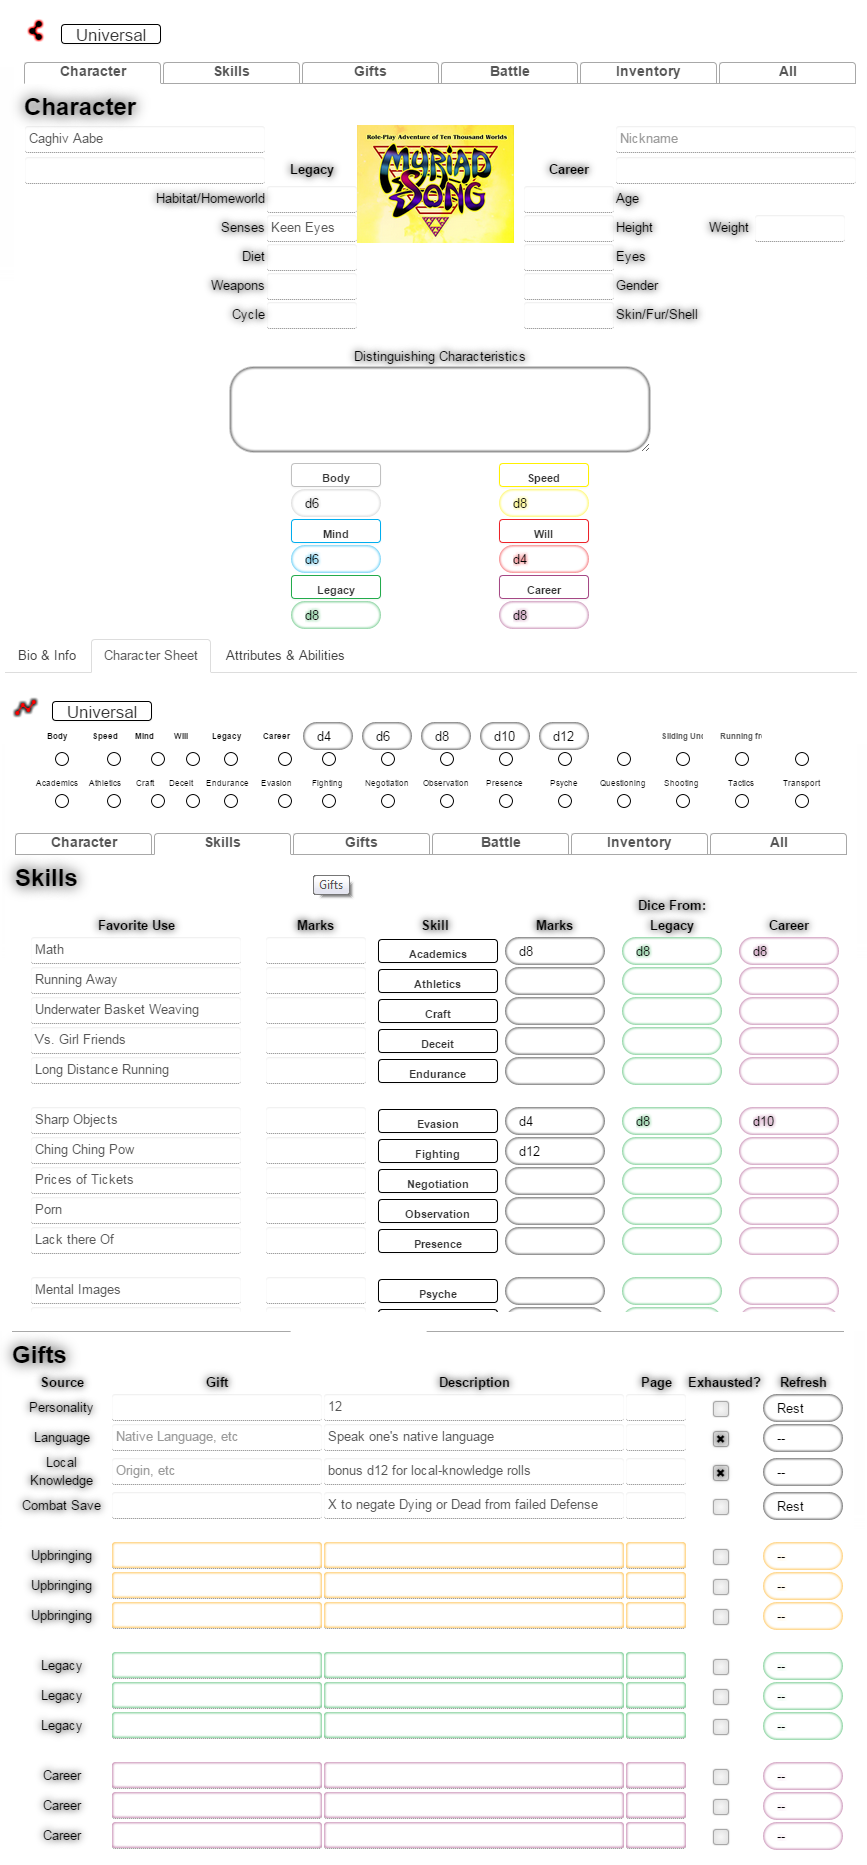 Universal
Character Skills Gifts Battle Inventory All
Character
Caghiv Aabe
Role-Play Adventure of Ten Thousand Worlds
MYRIAD SONG
Nickname
Legacy Career
Habitat/Homeworld Age
Senses Keen Eyes Height Weight
Diet Eyes
Weapons Gender
Cycle Skin/Fur/Shell
Distinguishing Characteristics
Body Speed
d6 d8
Mind Will
d6 d4
Legacy Career
d8 d8
Bio & Info Character Sheet Attributes & Abilities
Universal
Body Speed Mind Will Legacy Career d4 d6 d8 d10 d12 Sliding Unc Running fr
Academics Athletics Craft Deceit Endurance Evasion Fighting Negotiation Observation Presence Psyche Questioning Shooting Tactics Transport
Character Skills Gifts Battle Inventory All
Skills
Gifts
Dice From:
Favorite Use Marks Skill Marks Legacy Career
Math Academics d8 d8 d8
Running Away Athletics
Underwater Basket Weaving Craft
Vs. Girl Friends Deceit
Long Distance Running Endurance
Sharp Objects Evasion d4 d8 d10
Ching Ching Pow Fighting d12
Prices of Tickets Negotiation
Porn Observation
Lack there Of Presence
Mental Images Psyche
Gifts
Source Gift Description Page Exhausted? Refresh
Personality 12 Rest
Language Native Language, etc Speak one's native language --
Local Knowledge Origin, etc bonus d12 for local-knowledge rolls --
Combat Save X to negate Dying or Dead from failed Defense Rest
Upbringing --
Upbringing --
Upbringing --
Legacy --
Legacy --
Legacy --
Career --
Career --
Career --